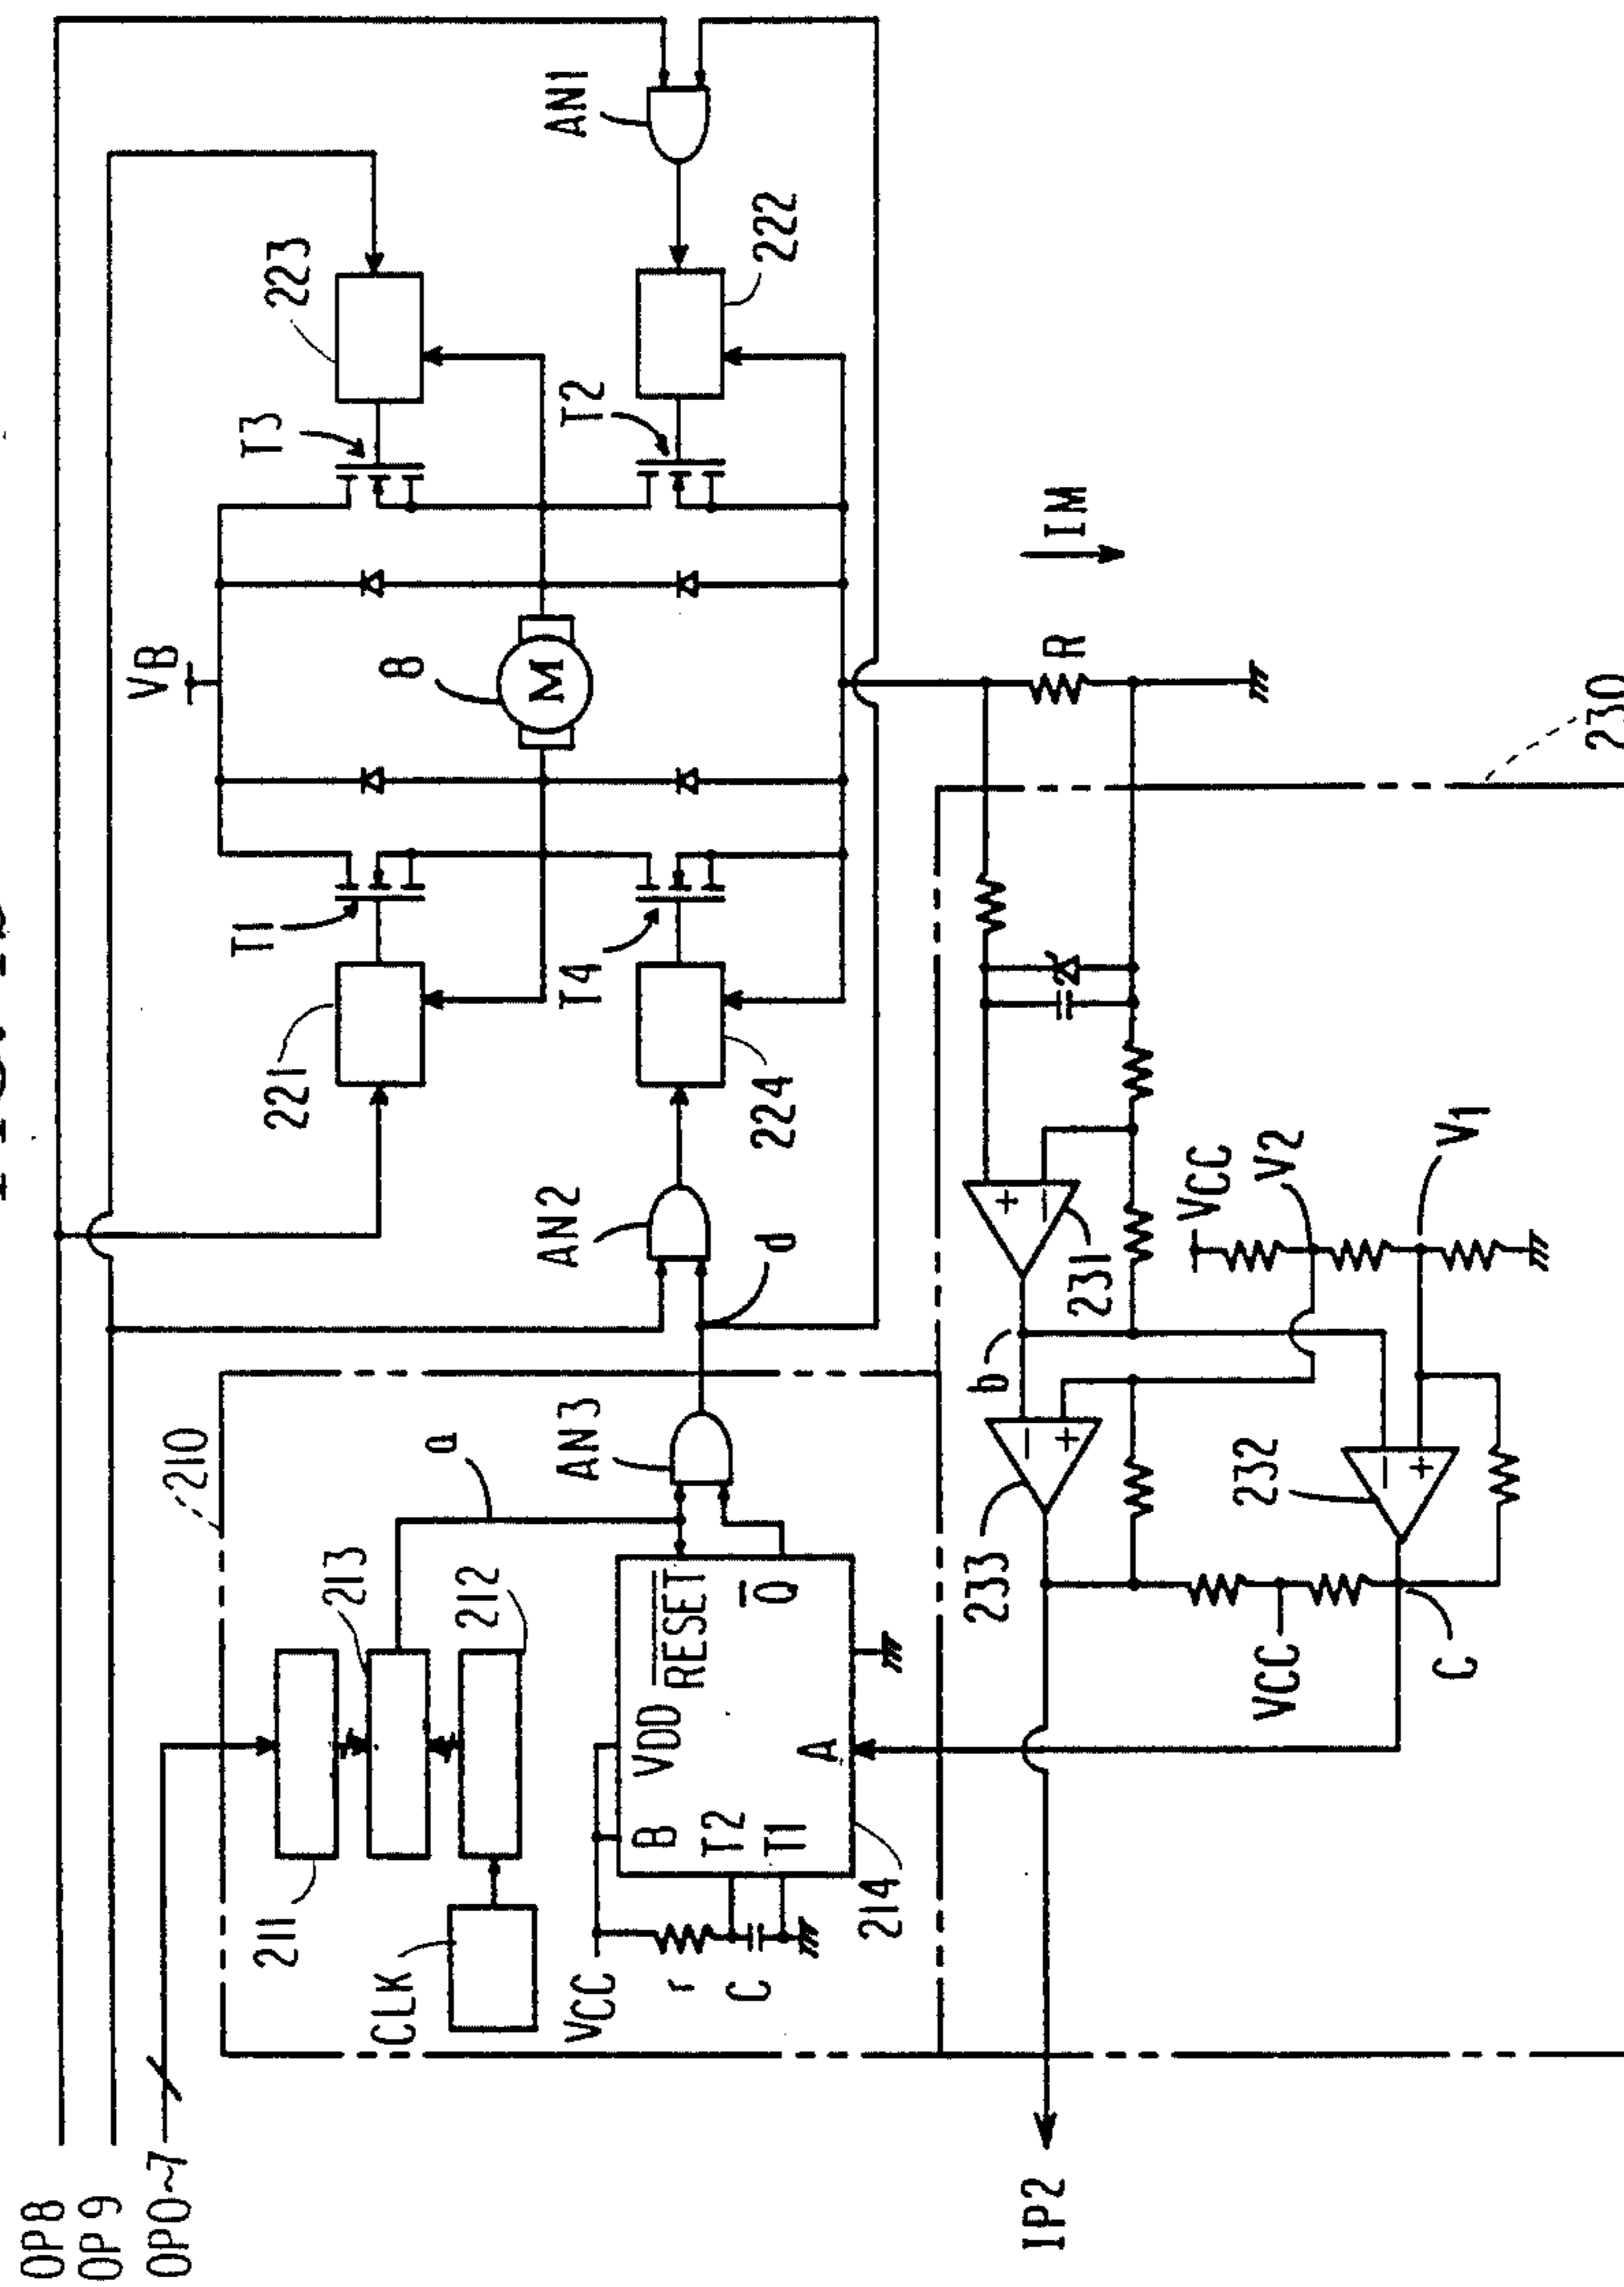 OP8
OP9
OP0~7
VB
T1
T3
223
221
8
M
AN1
T2
T4
222
224
AN2
d
210
a
AN3
211
213
212
CLK
VCC
r
C
B
VDD
RESET
T2
T1
A
Q
214
IM
R
230
+
−
231
b
VCC
V2
V1
−
+
233
232
−
+
VCC
C
IP2